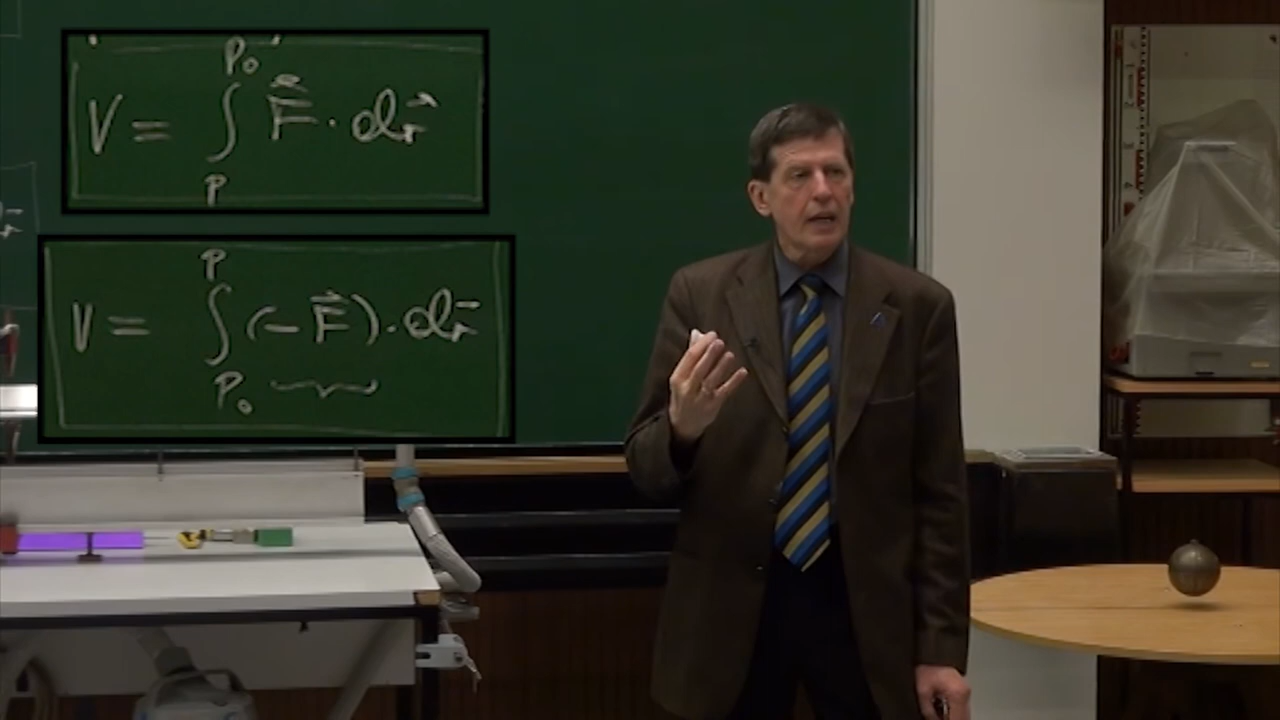 P₀
V = ∫ F⃗ · dr⃗
P
P
V = ∫ (− F⃗) · dr⃗
P₀